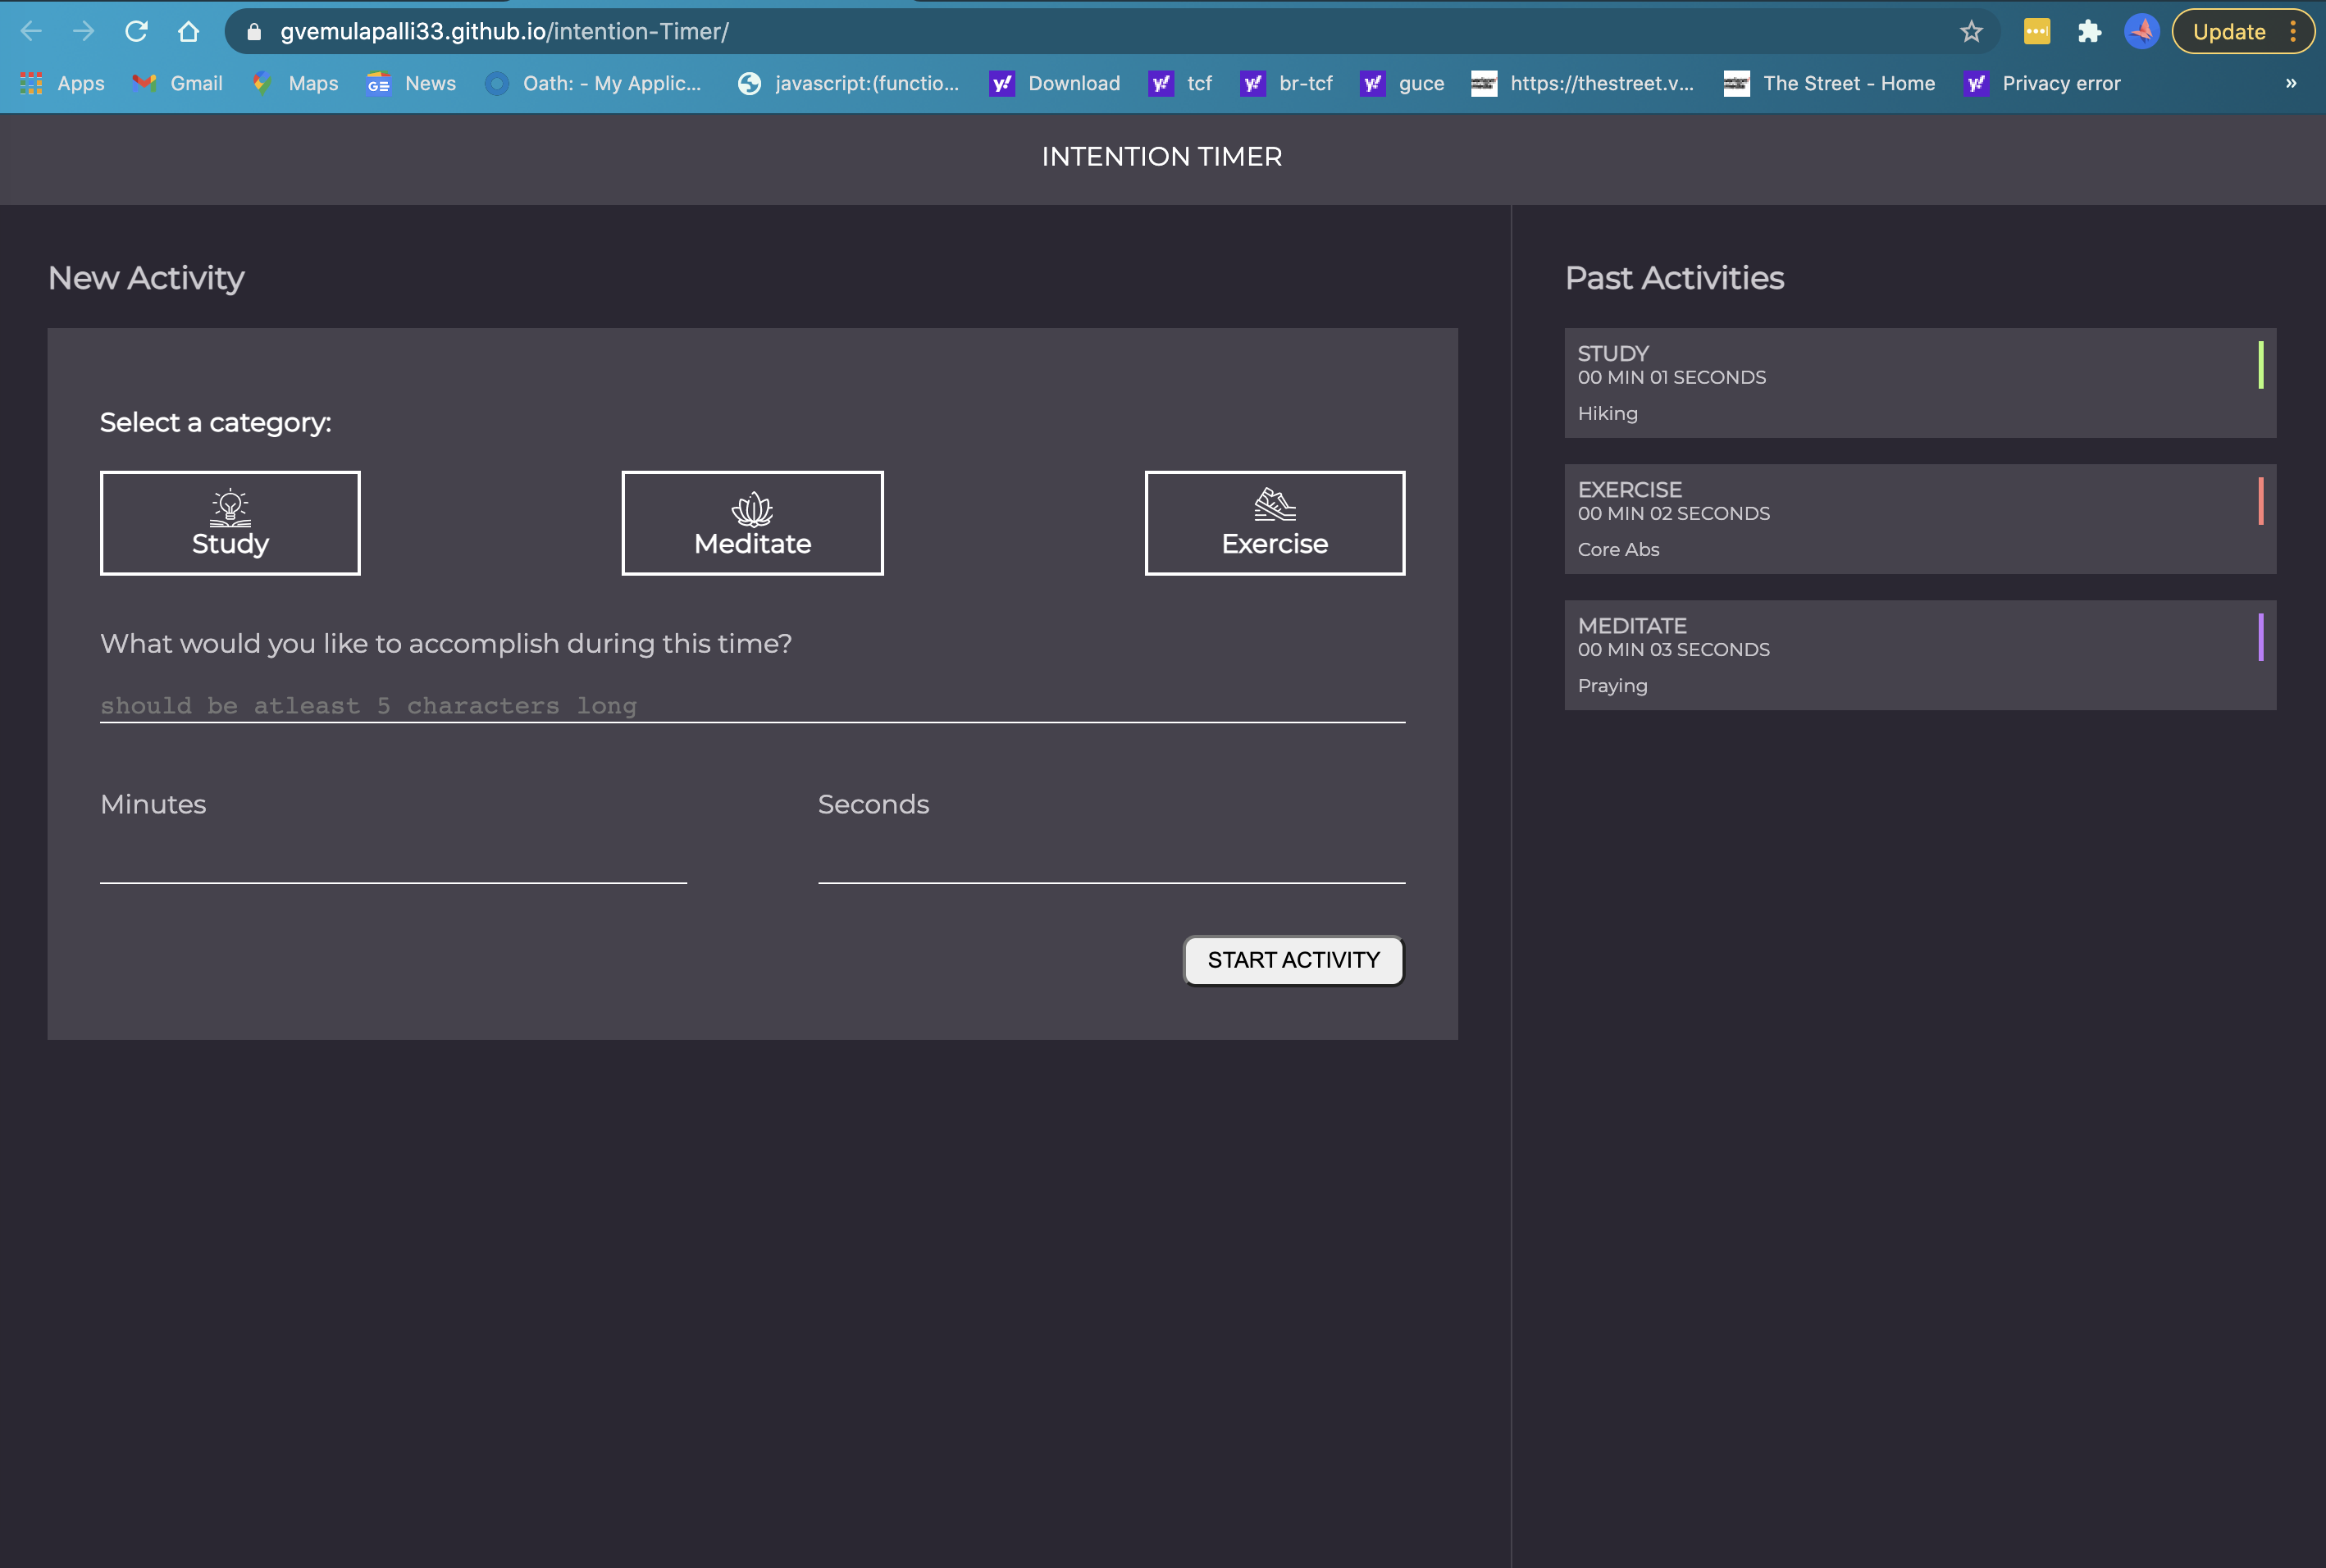 gvemulapalli33.github.io/intention-Timer/
Update
Apps
Gmail
Maps
GE News
Oath: - My Applic...
javascript:(functio...
y! Download
y! tcf
y! br-tcf
y! guce
https://thestreet.v...
The Street - Home
y! Privacy error
»
INTENTION TIMER
New Activity
Select a category:
Study
Meditate
Exercise
What would you like to accomplish during this time?
should be atleast 5 characters long
Minutes
Seconds
START ACTIVITY
Past Activities
STUDY
00 MIN 01 SECONDS
Hiking
EXERCISE
00 MIN 02 SECONDS
Core Abs
MEDITATE
00 MIN 03 SECONDS
Praying